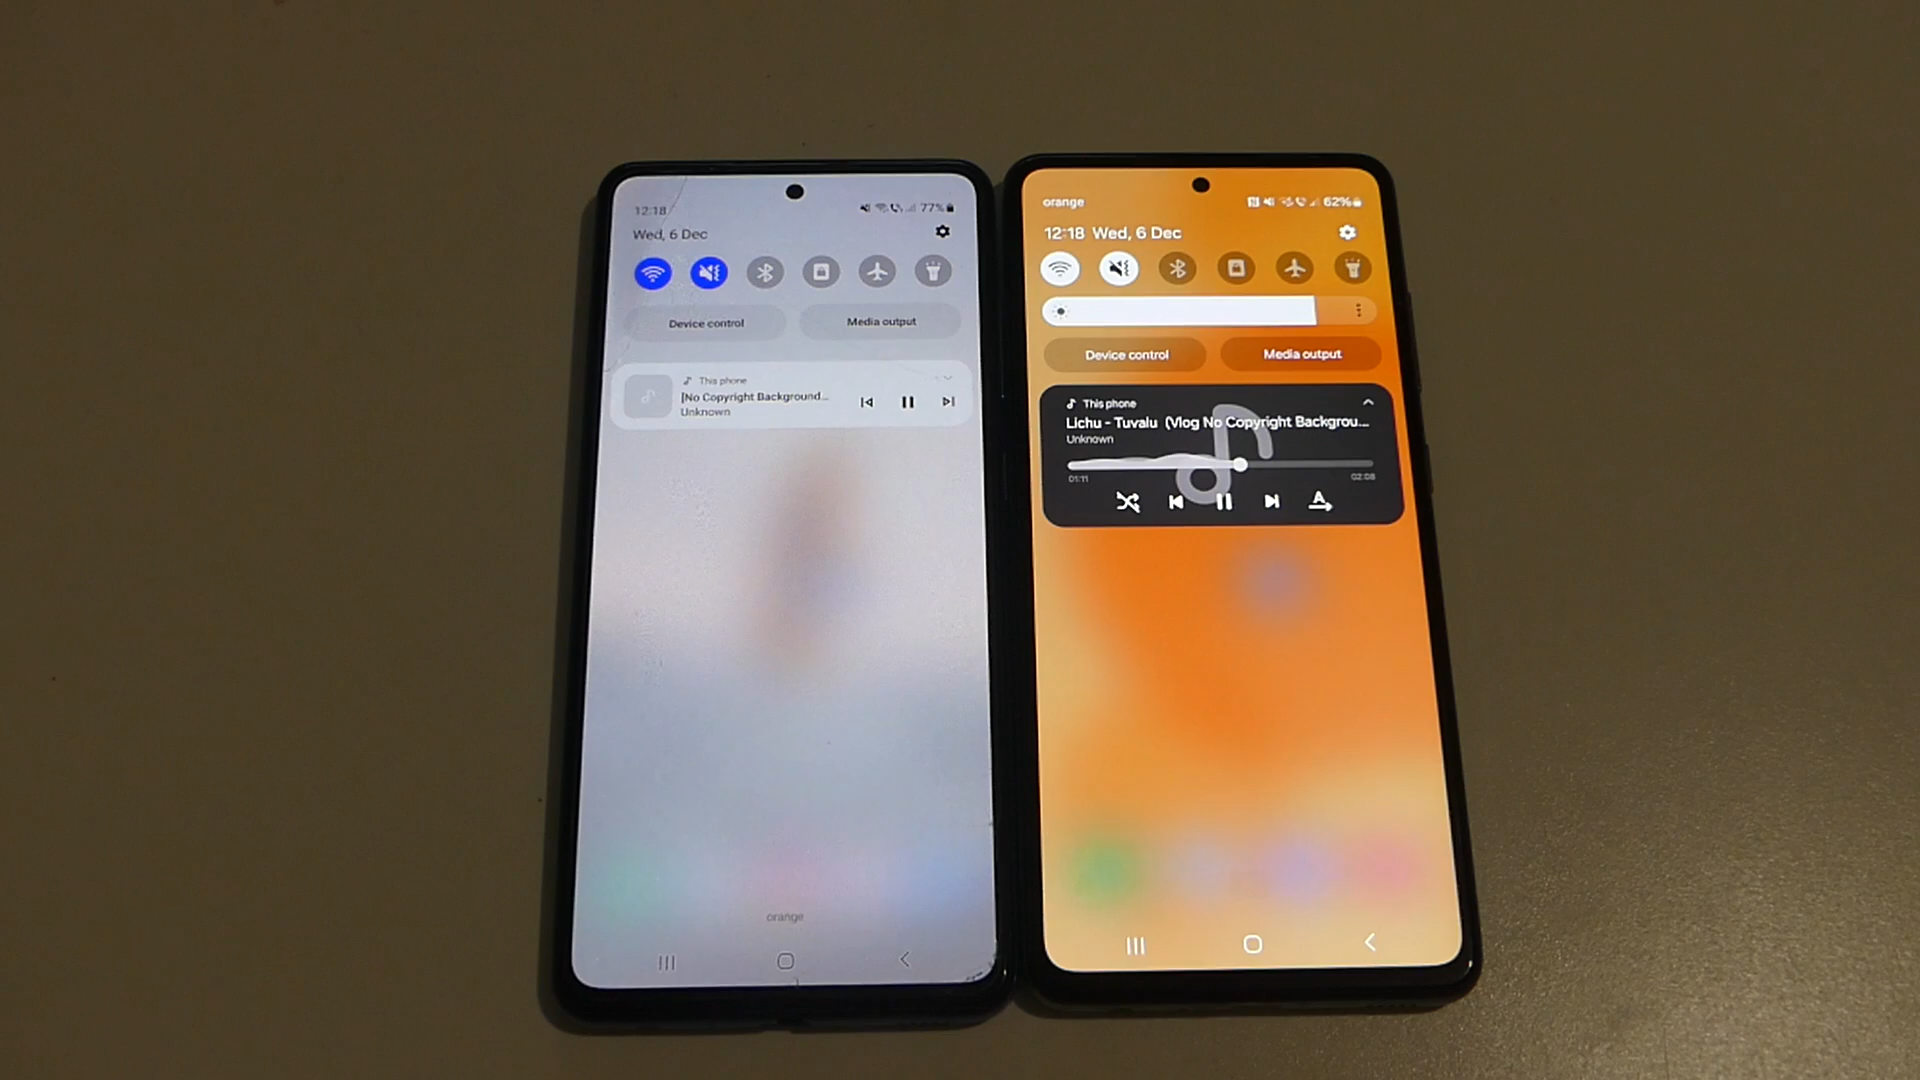 12:18
77%
Wed, 6 Dec
Device control
Media output
This phone
[No Copyright Background...
Unknown
orange
orange
62%
12:18 Wed, 6 Dec
Device control
Media output
This phone
Lichu - Tuvalu (Vlog No Copyright Backgrou...
Unknown
01:11
02:08
A